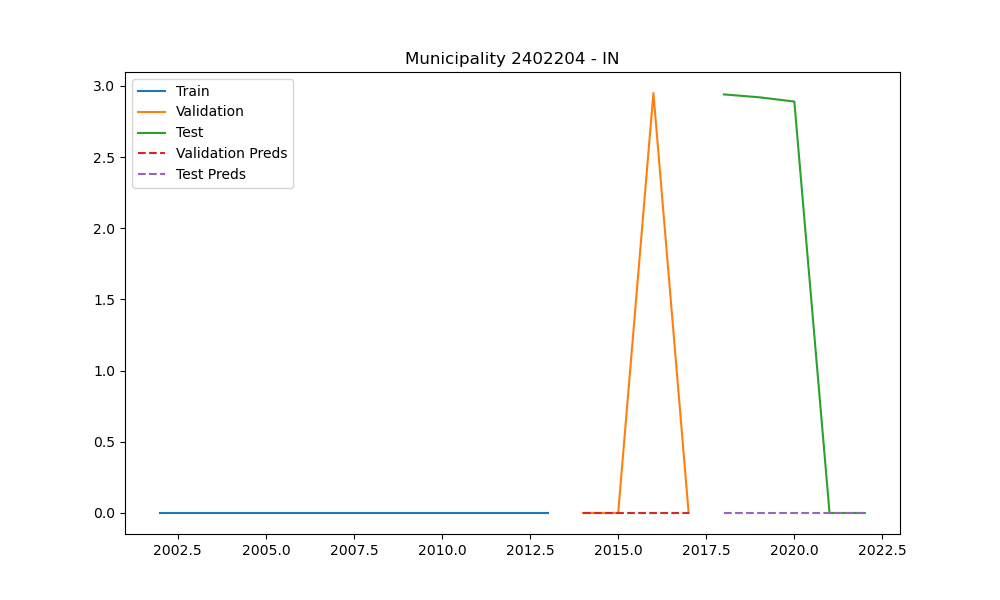 Municipality 2402204 - IN
Train
Validation
Test
Validation Preds
Test Preds
3.0
2.5
2.0
1.5
1.0
0.5
0.0
2002.5 2005.0 2007.5 2010.0 2012.5 2015.0 2017.5 2020.0 2022.5